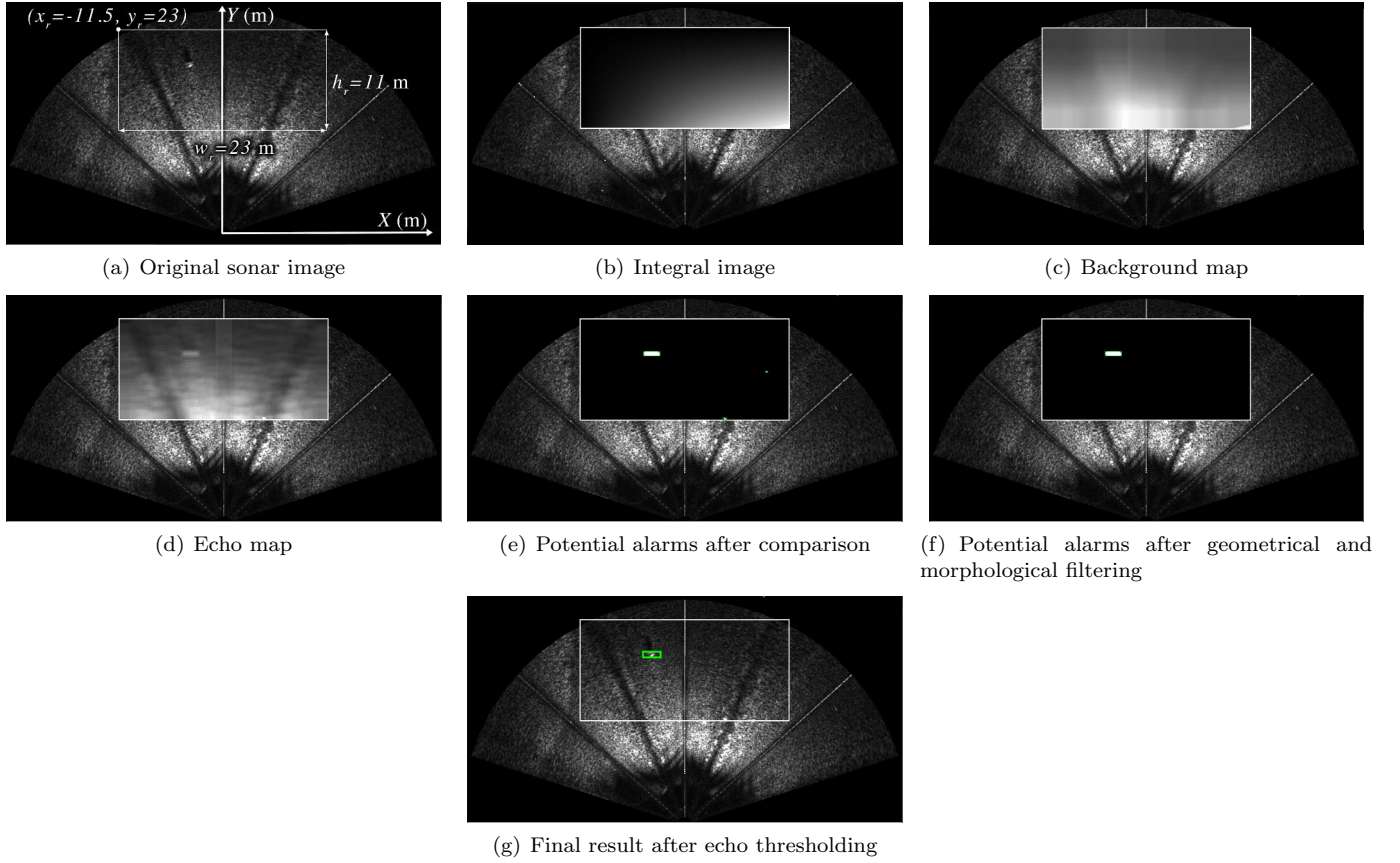 (x_r=-11.5, y_r=23)
Y (m)
h_r=11 m
w_r=23 m
X (m)
(a) Original sonar image
(b) Integral image
(c) Background map
(d) Echo map
(e) Potential alarms after comparison
(f) Potential alarms after geometrical and
morphological filtering
(g) Final result after echo thresholding